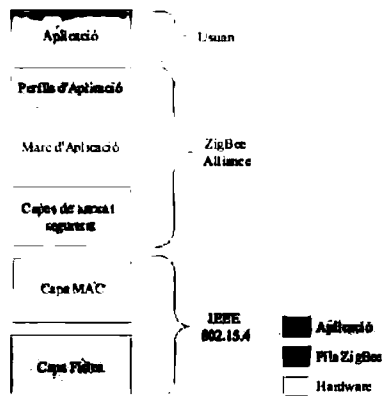 Aplicació
Usuari
Perfils d'Aplicació
Marc d'Aplicació
ZigBee
Alliance
Capes de xarxa i
seguretat
Capa MAC
IEEE
802.15.4
Capa Física
Aplicació
Pila ZigBee
Hardware